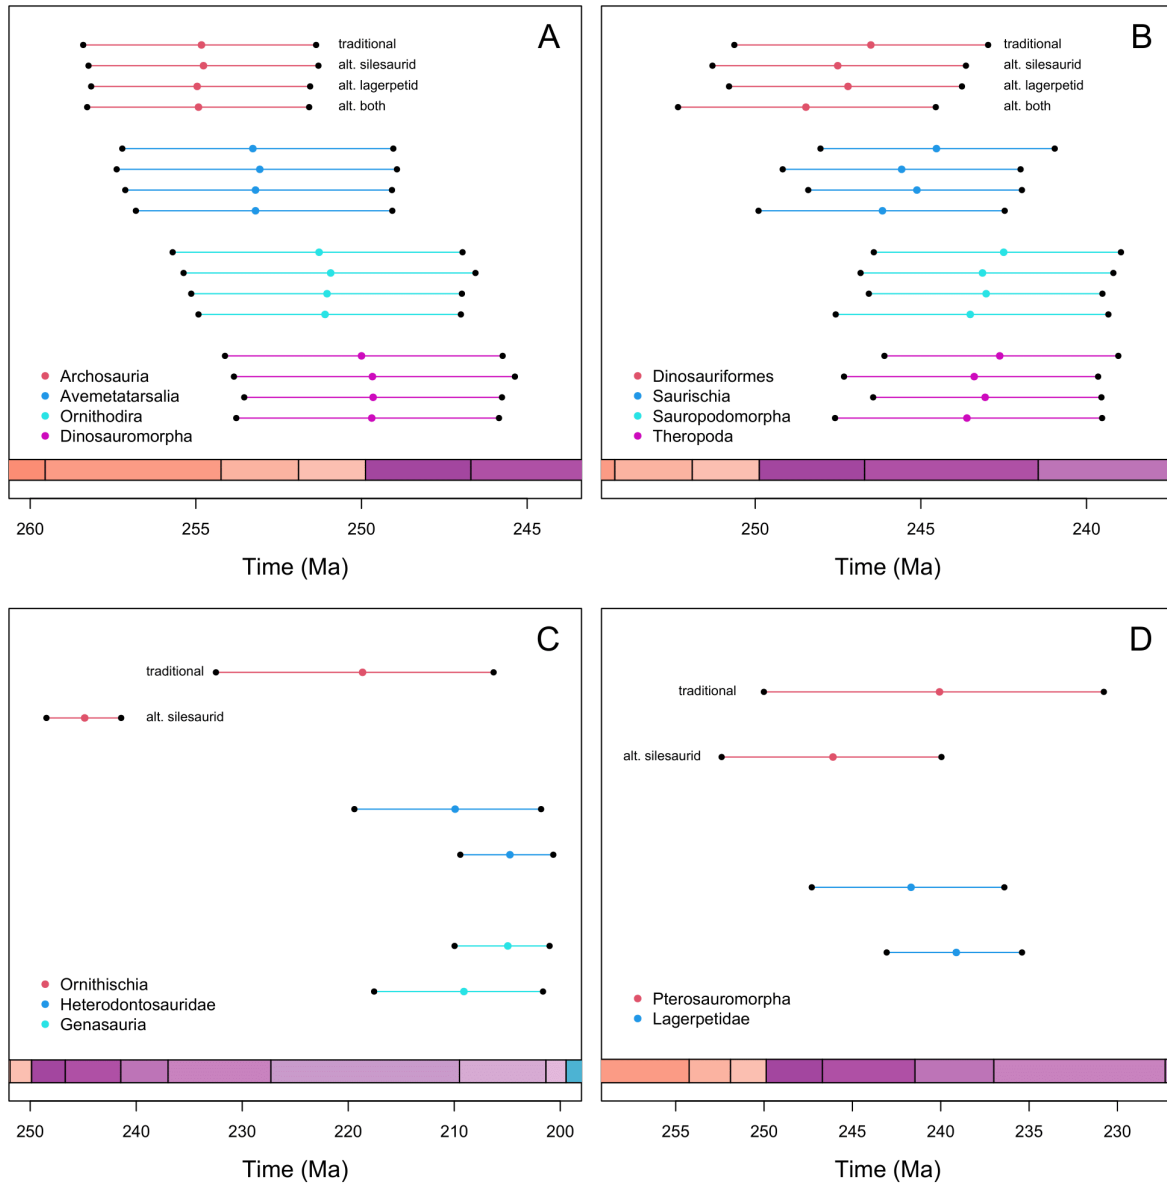 A
traditional
alt. silesaurid
alt. lagerpetid
alt. both
Archosauria
Avemetatarsalia
Ornithodira
Dinosauromorpha
260 255 250 245
Time (Ma)
B
traditional
alt. silesaurid
alt. lagerpetid
alt. both
Dinosauriformes
Saurischia
Sauropodomorpha
Theropoda
250 245 240
Time (Ma)
C
traditional
alt. silesaurid
Ornithischia
Heterodontosauridae
Genasauria
250 240 230 220 210 200
Time (Ma)
D
traditional
alt. silesaurid
Pterosauromorpha
Lagerpetidae
255 250 245 240 235 230
Time (Ma)